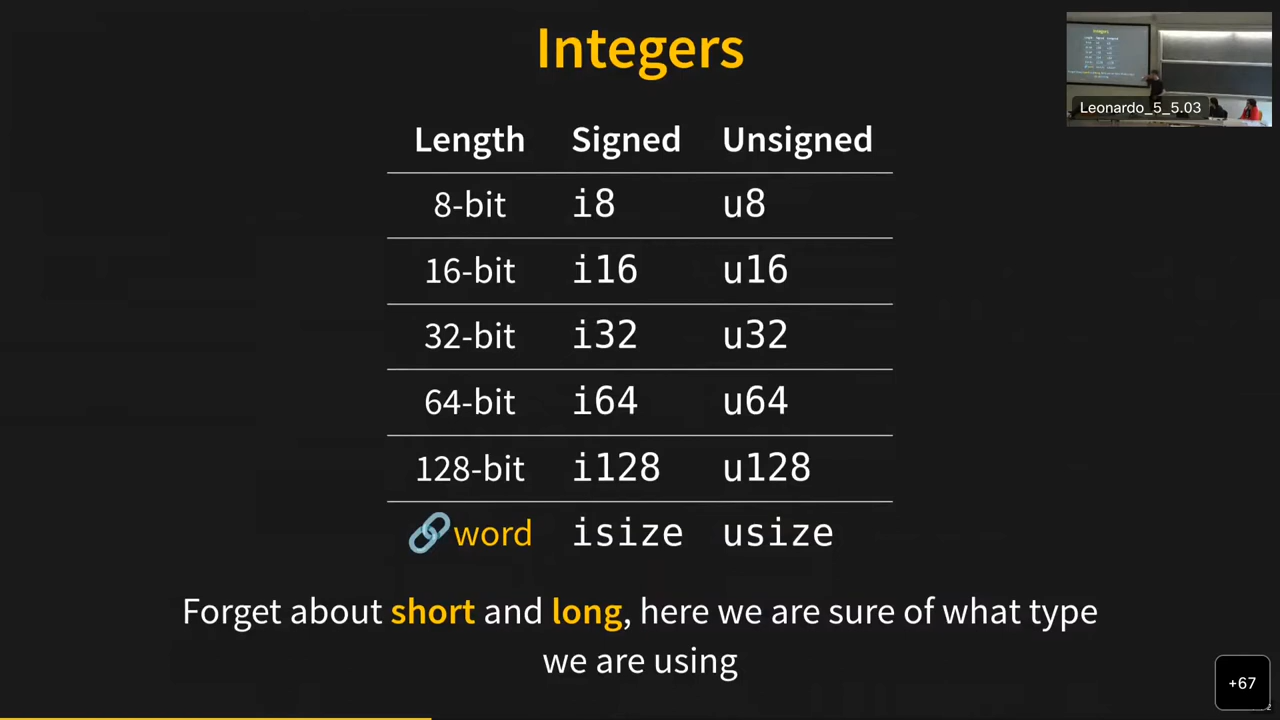 Integers
Leonardo_5_5.03
Length Signed Unsigned
8-bit i8 u8
16-bit i16 u16
32-bit i32 u32
64-bit i64 u64
128-bit i128 u128
🔗word isize usize
Forget about short and long, here we are sure of what type
we are using
+67